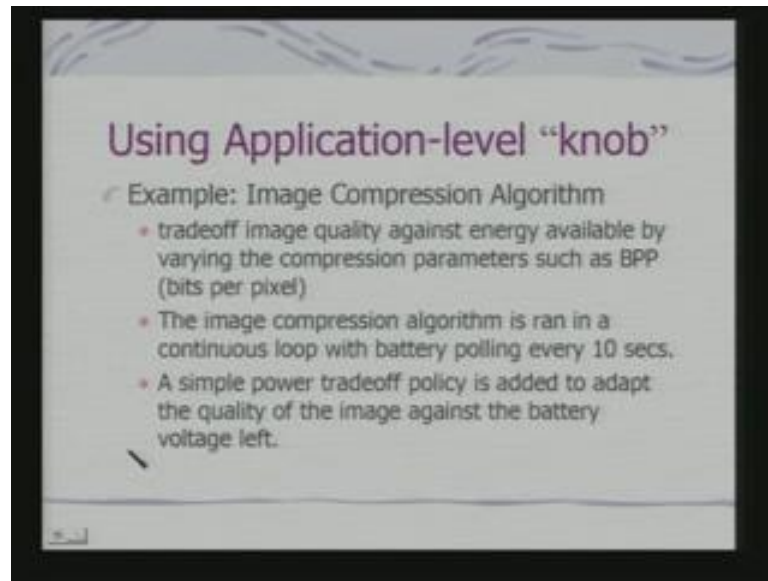 Using Application-level “knob”
Example: Image Compression Algorithm
tradeoff image quality against energy available by
varying the compression parameters such as BPP
(bits per pixel)
The image compression algorithm is ran in a
continuous loop with battery polling every 10 secs.
A simple power tradeoff policy is added to adapt
the quality of the image against the battery
voltage left.